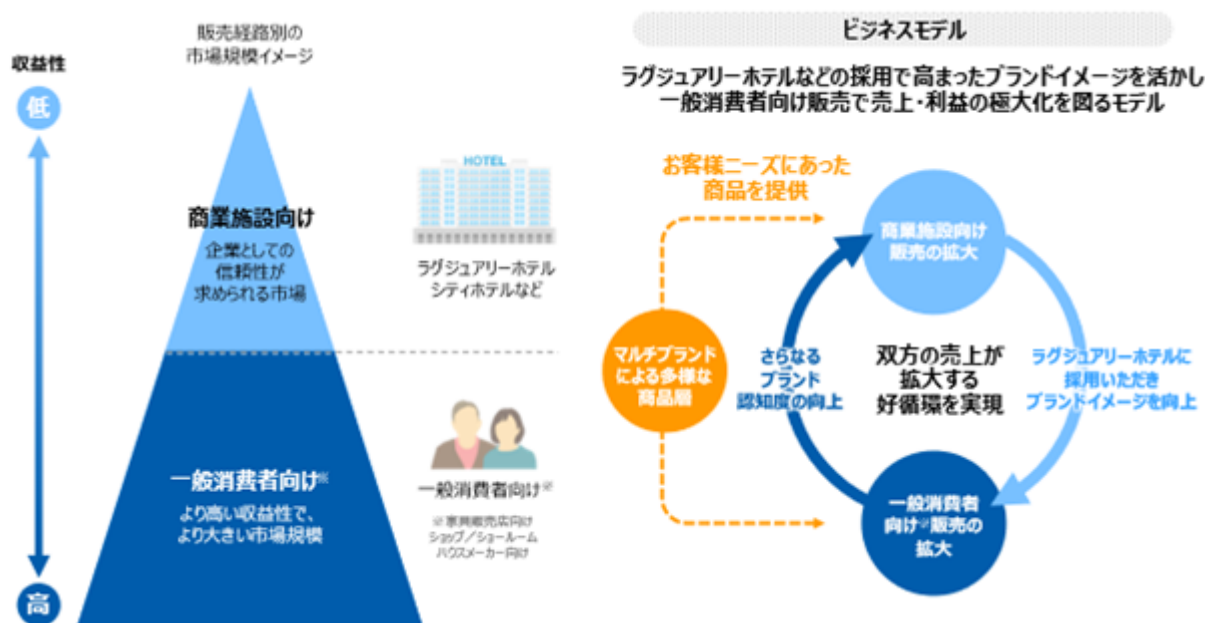 販売経路別の
市場規模イメージ
収益性
低
商業施設向け
企業としての
信頼性が
求められる市場
HOTEL
ラグジュアリーホテル
シティホテルなど
一般消費者向け※
より高い収益性で、
より大きい市場規模
一般消費者向け※
※家具販売店向け
ショップ／ショールーム
ハウスメーカー向け
高
ビジネスモデル
ラグジュアリーホテルなどの採用で高まったブランドイメージを活かし
一般消費者向け販売で売上・利益の極大化を図るモデル
お客様ニーズにあった
商品を提供
商業施設向け
販売の拡大
マルチブランド
による多様な
商品層
さらなる
ブランド
認知度の向上
双方の売上が
拡大する
好循環を実現
ラグジュアリーホテルに
採用いただき
ブランドイメージを向上
一般消費者
向け※販売の
拡大